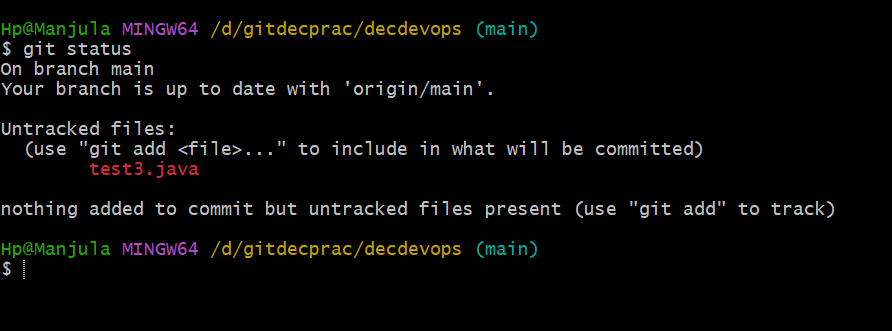 Hp@Manjula MINGW64 /d/gitdecprac/decdevops (main)
$ git status
On branch main
Your branch is up to date with 'origin/main'.
Untracked files:
  (use "git add <file>..." to include in what will be committed)
        test3.java
nothing added to commit but untracked files present (use "git add" to track)
Hp@Manjula MINGW64 /d/gitdecprac/decdevops (main)
$